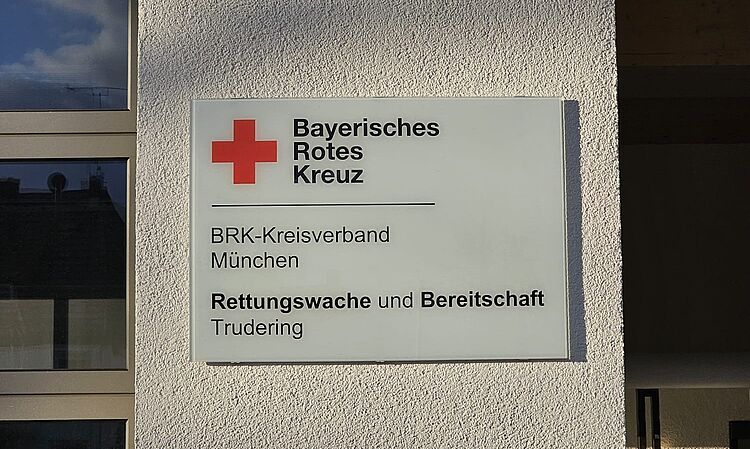 Bayerisches
Rotes
Kreuz
BRK-Kreisverband
München
Rettungswache und Bereitschaft
Trudering